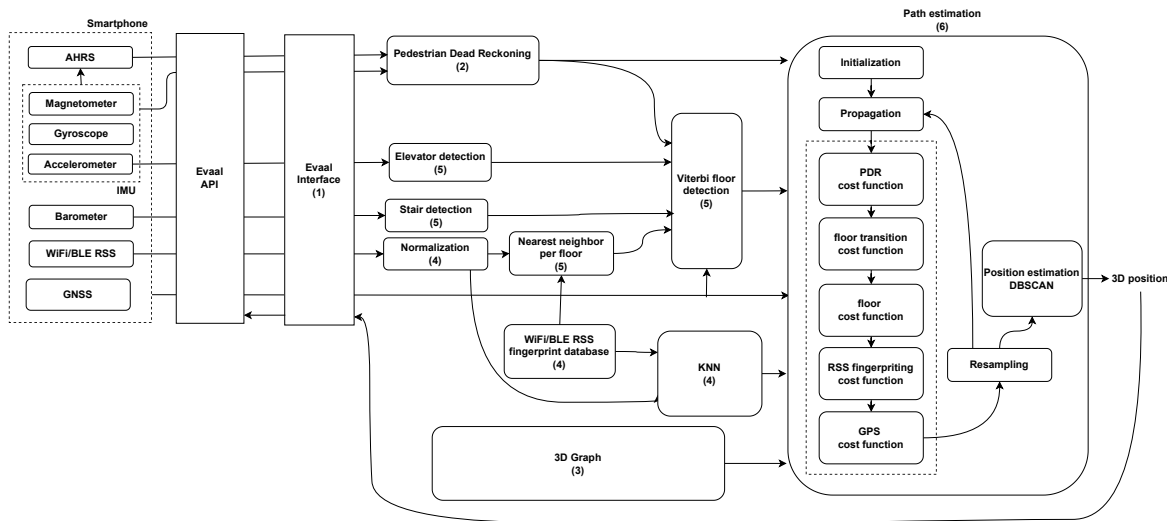 Smartphone
AHRS
Magnetometer
Gyroscope
Accelerometer
IMU
Barometer
WiFi/BLE RSS
GNSS
Evaal
API
Evaal
Interface
(1)
Pedestrian Dead Reckoning
(2)
Elevator detection
(5)
Stair detection
(5)
Normalization
(4)
Nearest neighbor
per floor
(5)
WiFi/BLE RSS
fingerprint database
(4)
Viterbi floor
detection
(5)
KNN
(4)
3D Graph
(3)
Path estimation
(6)
Initialization
Propagation
PDR
cost function
floor transition
cost function
floor
cost function
RSS fingerpriting
cost function
GPS
cost function
Resampling
Position estimation
DBSCAN
3D position